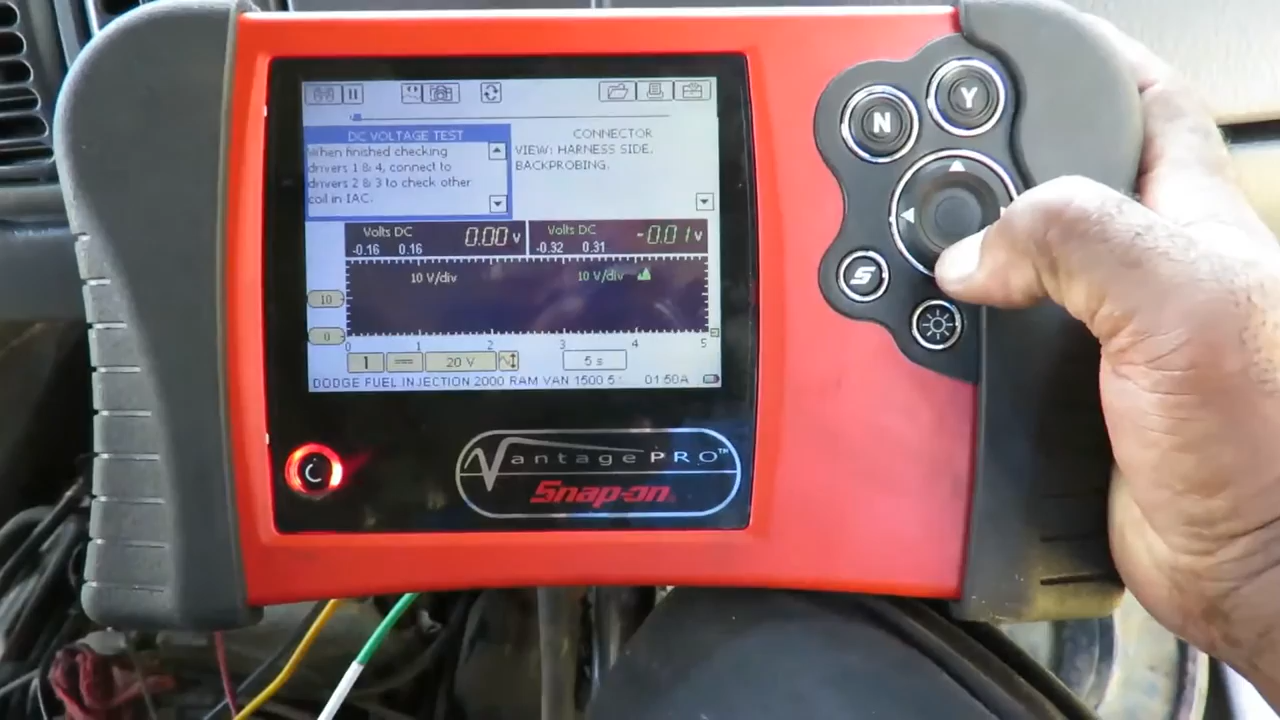 DC VOLTAGE TEST
When finished checking
drivers 1 & 4, connect to
drivers 2 & 3 to check other
coil in IAC.
CONNECTOR
VIEW: HARNESS SIDE.
BACKPROBING.
Volts DC 0.00 v
-0.16 0.16
Volts DC -0.01 v
-0.32 0.31
10 V/div 10 V/div
10
0
0 1 2 3 4 5
1 20 V 5 s
DODGE FUEL INJECTION 2000 RAM VAN 1500 5 01:50A
VantagePRO™
Snap-on
N
Y
S